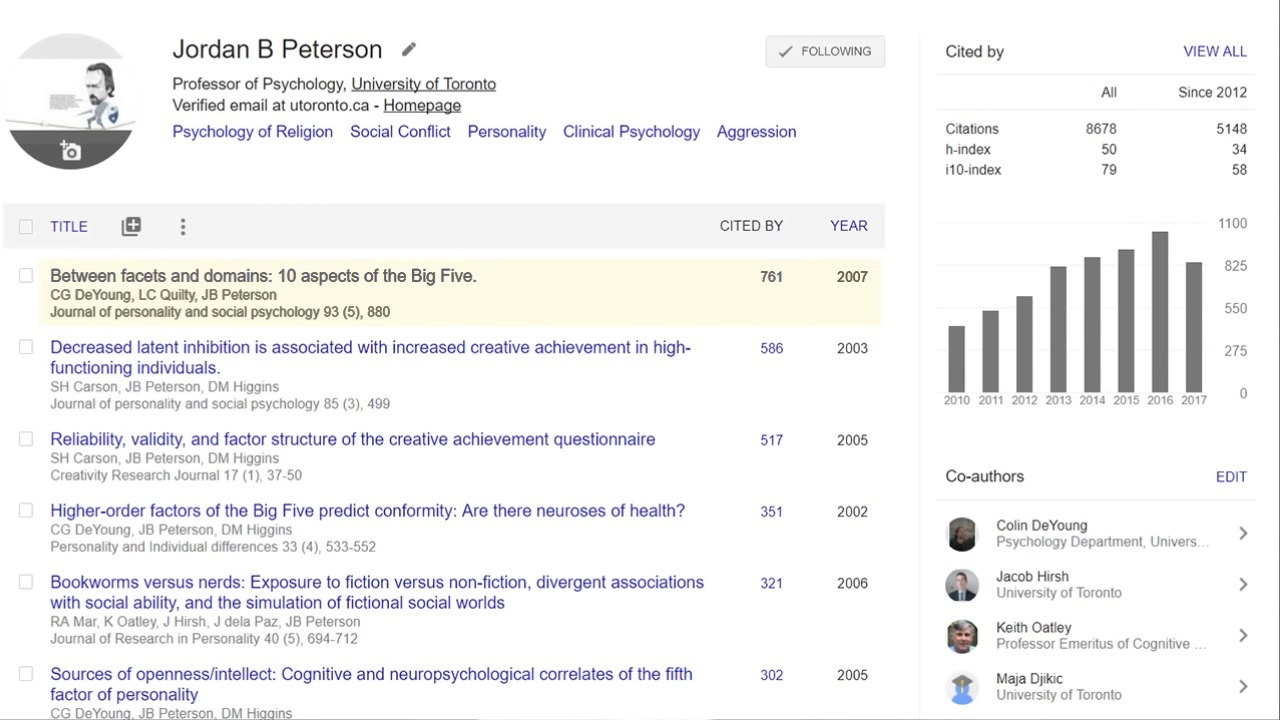 Jordan B Peterson
FOLLOWING
Professor of Psychology, University of Toronto
Verified email at utoronto.ca - Homepage
Psychology of Religion Social Conflict Personality Clinical Psychology Aggression
TITLE CITED BY YEAR
Between facets and domains: 10 aspects of the Big Five. 761 2007
CG DeYoung, LC Quilty, JB Peterson
Journal of personality and social psychology 93 (5), 880
Decreased latent inhibition is associated with increased creative achievement in high- 586 2003
functioning individuals.
SH Carson, JB Peterson, DM Higgins
Journal of personality and social psychology 85 (3), 499
Reliability, validity, and factor structure of the creative achievement questionnaire 517 2005
SH Carson, JB Peterson, DM Higgins
Creativity Research Journal 17 (1), 37-50
Higher-order factors of the Big Five predict conformity: Are there neuroses of health? 351 2002
CG DeYoung, JB Peterson, DM Higgins
Personality and Individual differences 33 (4), 533-552
Bookworms versus nerds: Exposure to fiction versus non-fiction, divergent associations 321 2006
with social ability, and the simulation of fictional social worlds
RA Mar, K Oatley, J Hirsh, J dela Paz, JB Peterson
Journal of Research in Personality 40 (5), 694-712
Sources of openness/intellect: Cognitive and neuropsychological correlates of the fifth 302 2005
factor of personality
CG DeYoung, JB Peterson, DM Higgins
Cited by VIEW ALL
All Since 2012
Citations 8678 5148
h-index 50 34
i10-index 79 58
1100
825
550
275
0
2010 2011 2012 2013 2014 2015 2016 2017
Co-authors EDIT
Colin DeYoung
Psychology Department, Univers…
Jacob Hirsh
University of Toronto
Keith Oatley
Professor Emeritus of Cognitive …
Maja Djikic
University of Toronto